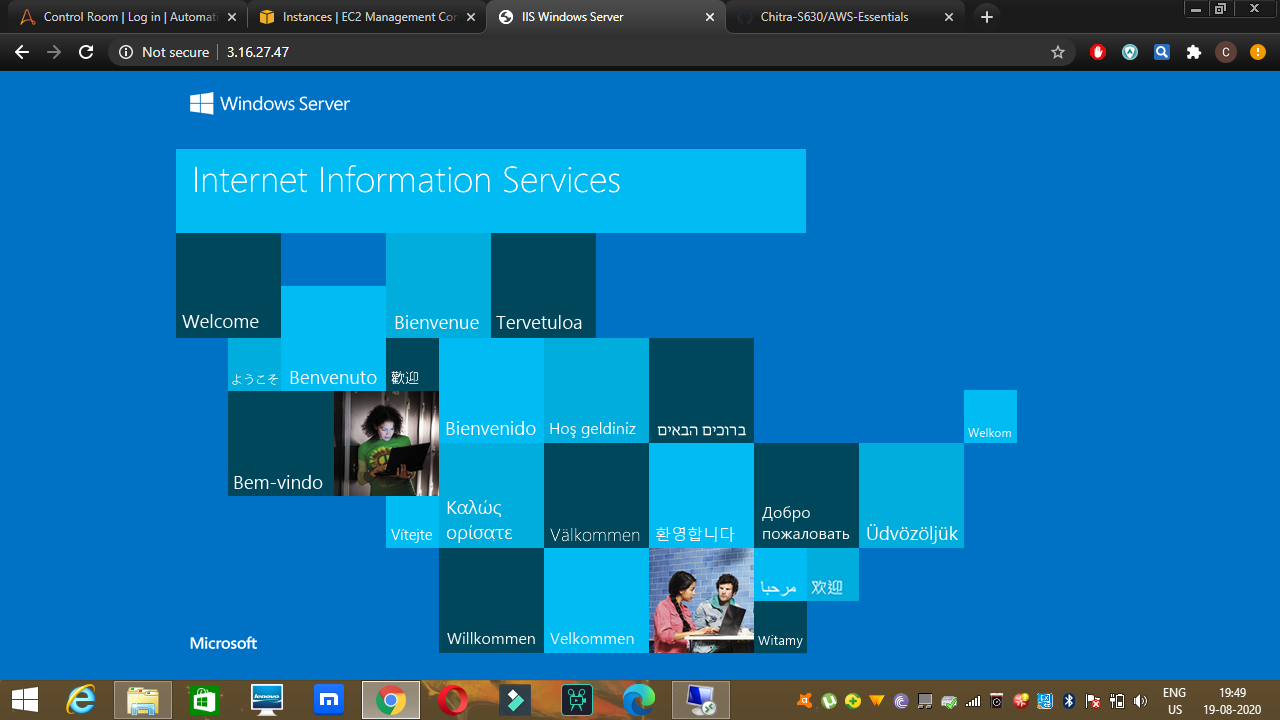 Control Room | Log in | Automati
Instances | EC2 Management Con
IIS Windows Server
Chitra-S630/AWS-Essentials
Not secure
3.16.27.47
C
Windows Server
Internet Information Services
Welcome
Bienvenue
Tervetuloa
ようこそ
Benvenuto
歡迎
Bienvenido
Hoş geldiniz
ברוכים הבאים
Welkom
Bem-vindo
Vítejte
Καλώς
ορίσατε
Välkommen
환영합니다
Добро
пожаловать
Üdvözöljük
Willkommen
Velkommen
مرحبا
欢迎
Witamy
Microsoft
lenovo
ENG
US
19:49
19-08-2020